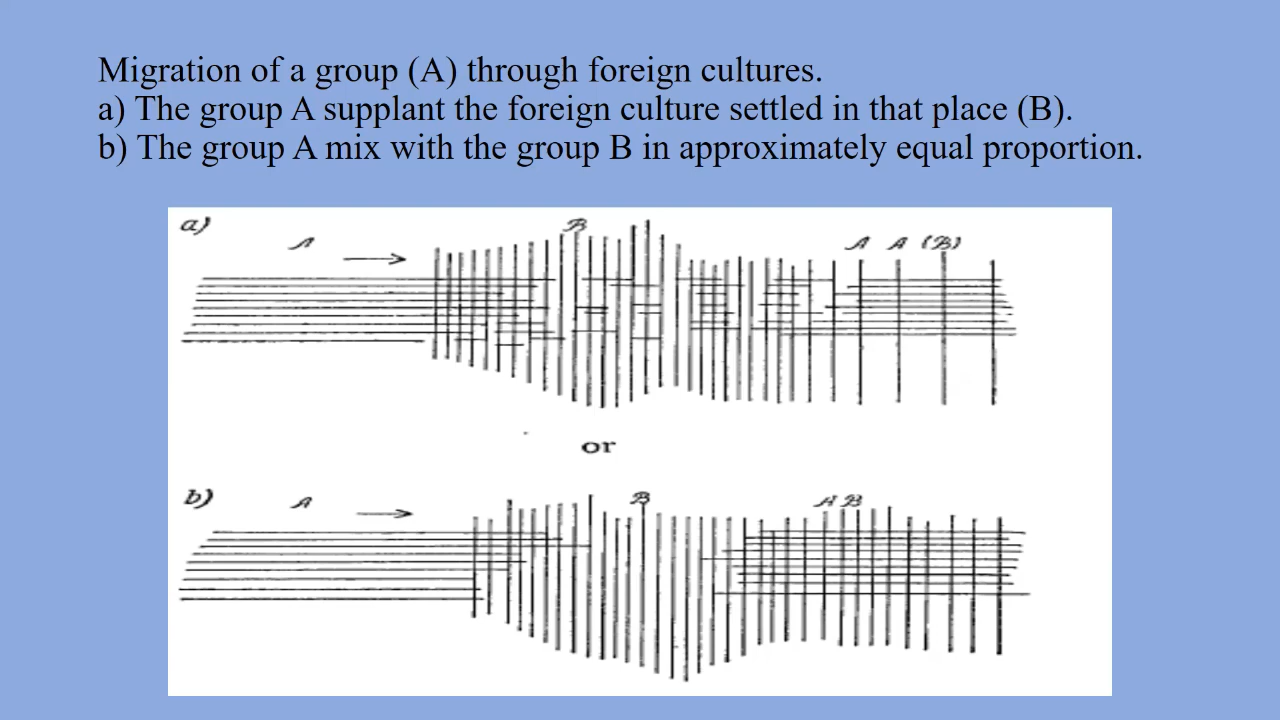 Migration of a group (A) through foreign cultures.
a) The group A supplant the foreign culture settled in that place (B).
b) The group A mix with the group B in approximately equal proportion.
a)
A
B
A A (B)
or
b)
A
B
A B